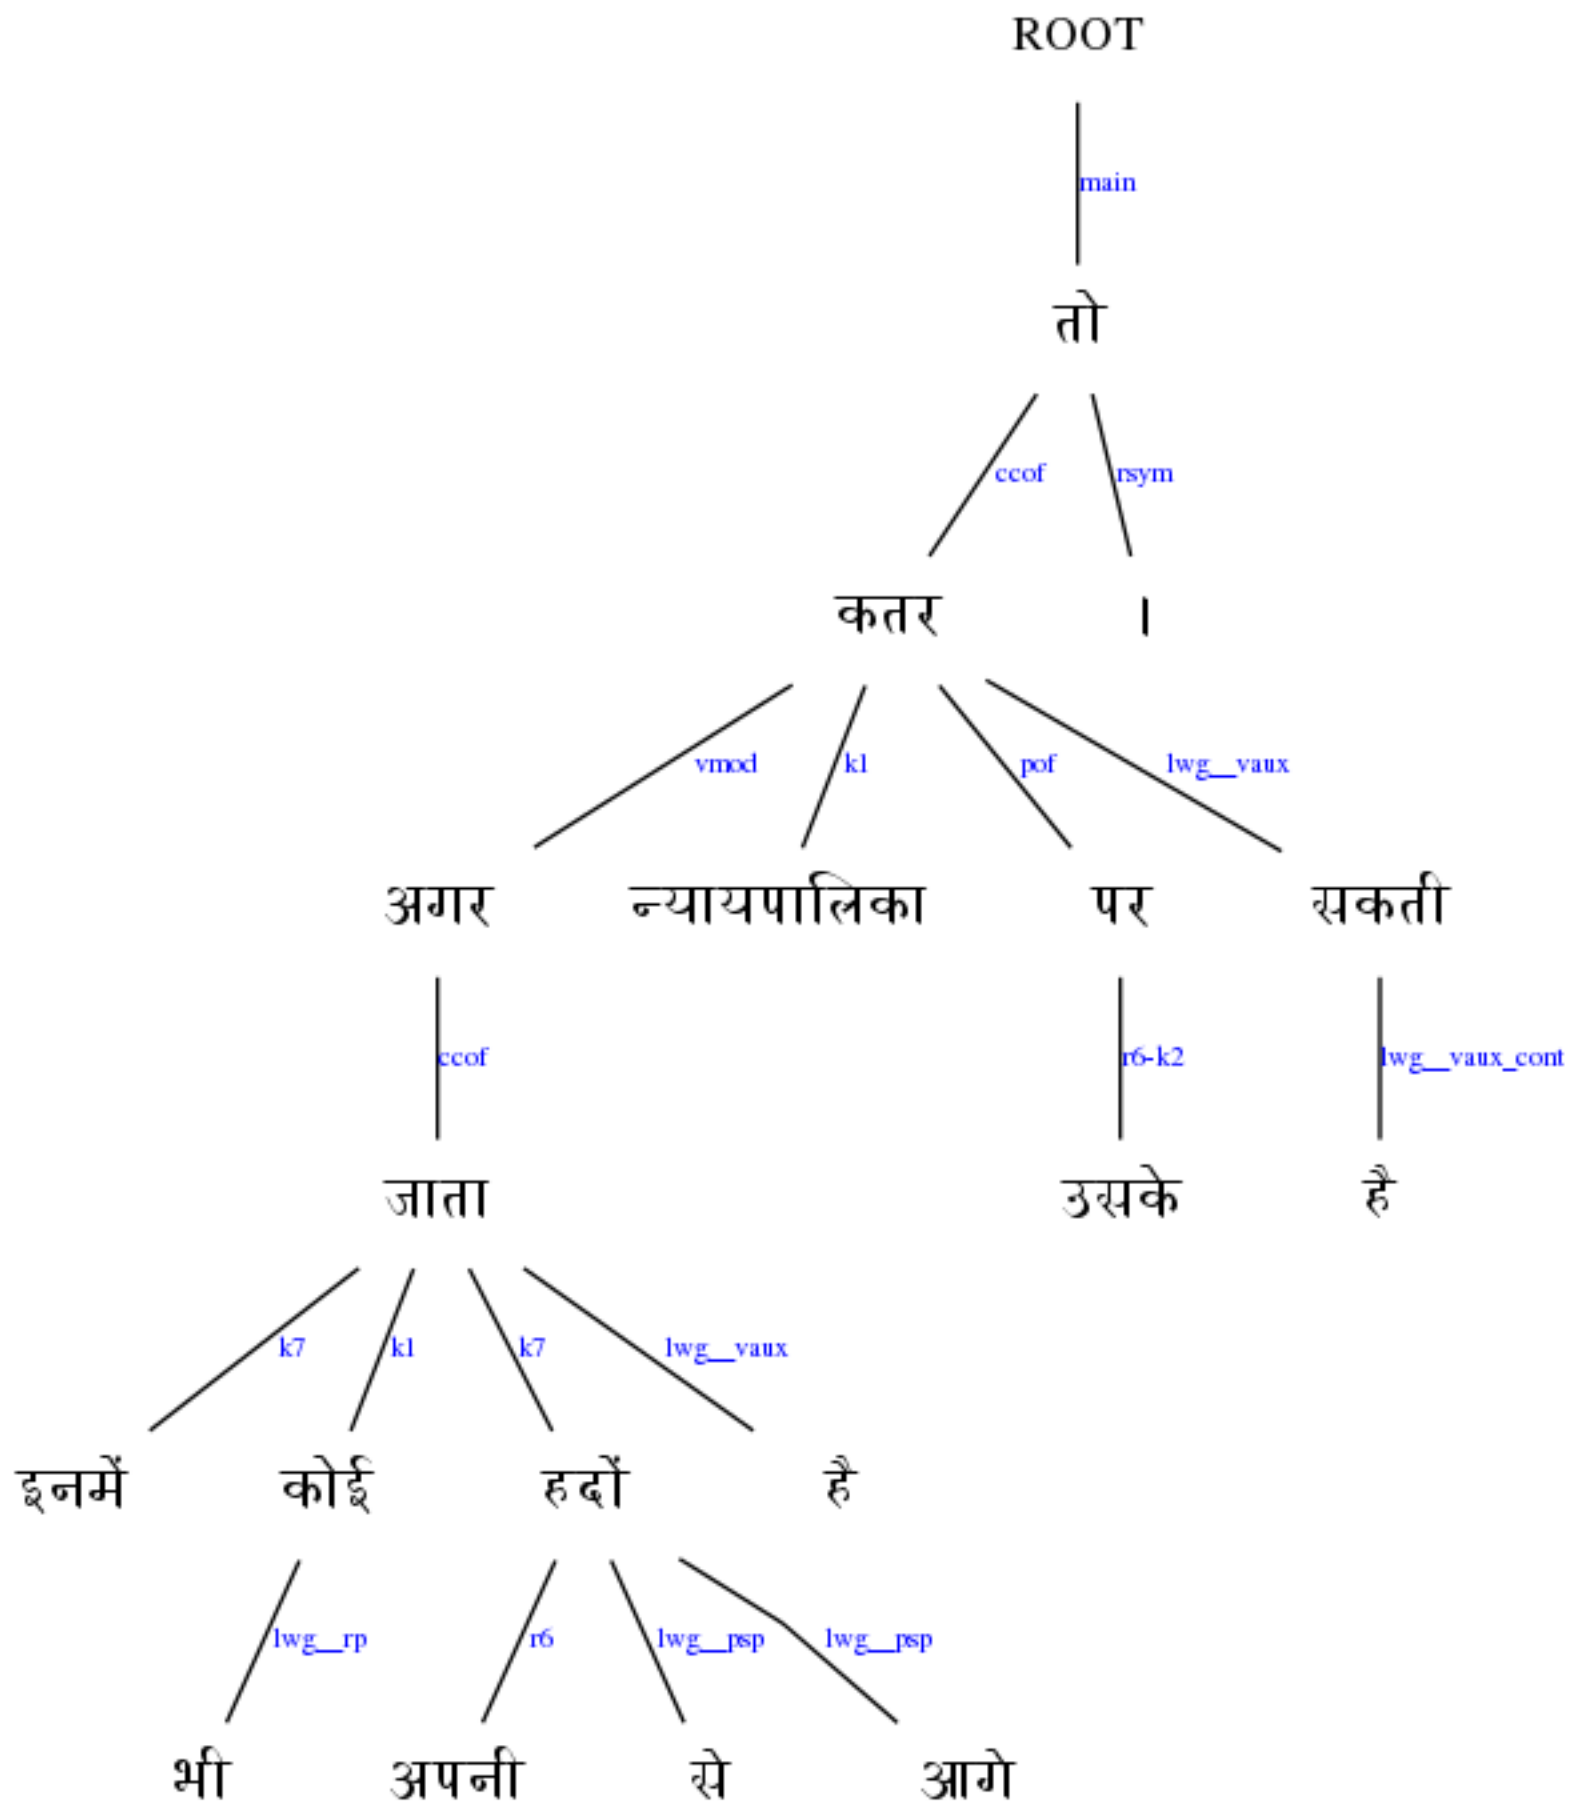 ROOT
main
तो
ccof rsym
कतर ।
vmod k1 pof lwg__vaux
अगर न्यायपालिका पर सकती
ccof r6-k2 lwg__vaux_cont
जाता उसके है
k7 k1 k7 lwg__vaux
इनमें कोई हदों है
lwg__rp r6 lwg__psp lwg__psp
भी अपनी से आगे